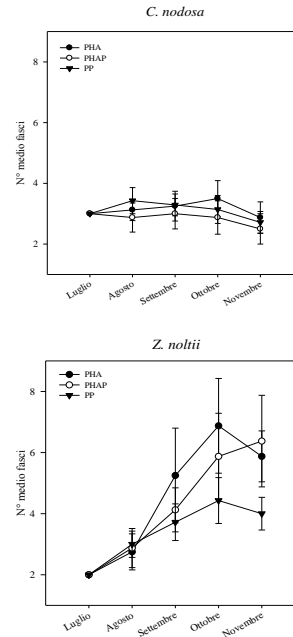 C. nodosa
PHA
PHAP
PP
8
6
4
2
N° medio fasci
Luglio
Agosto
Settembre
Ottobre
Novembre
Z. noltii
PHA
PHAP
PP
8
6
4
2
N° medio fasci
Luglio
Agosto
Settembre
Ottobre
Novembre